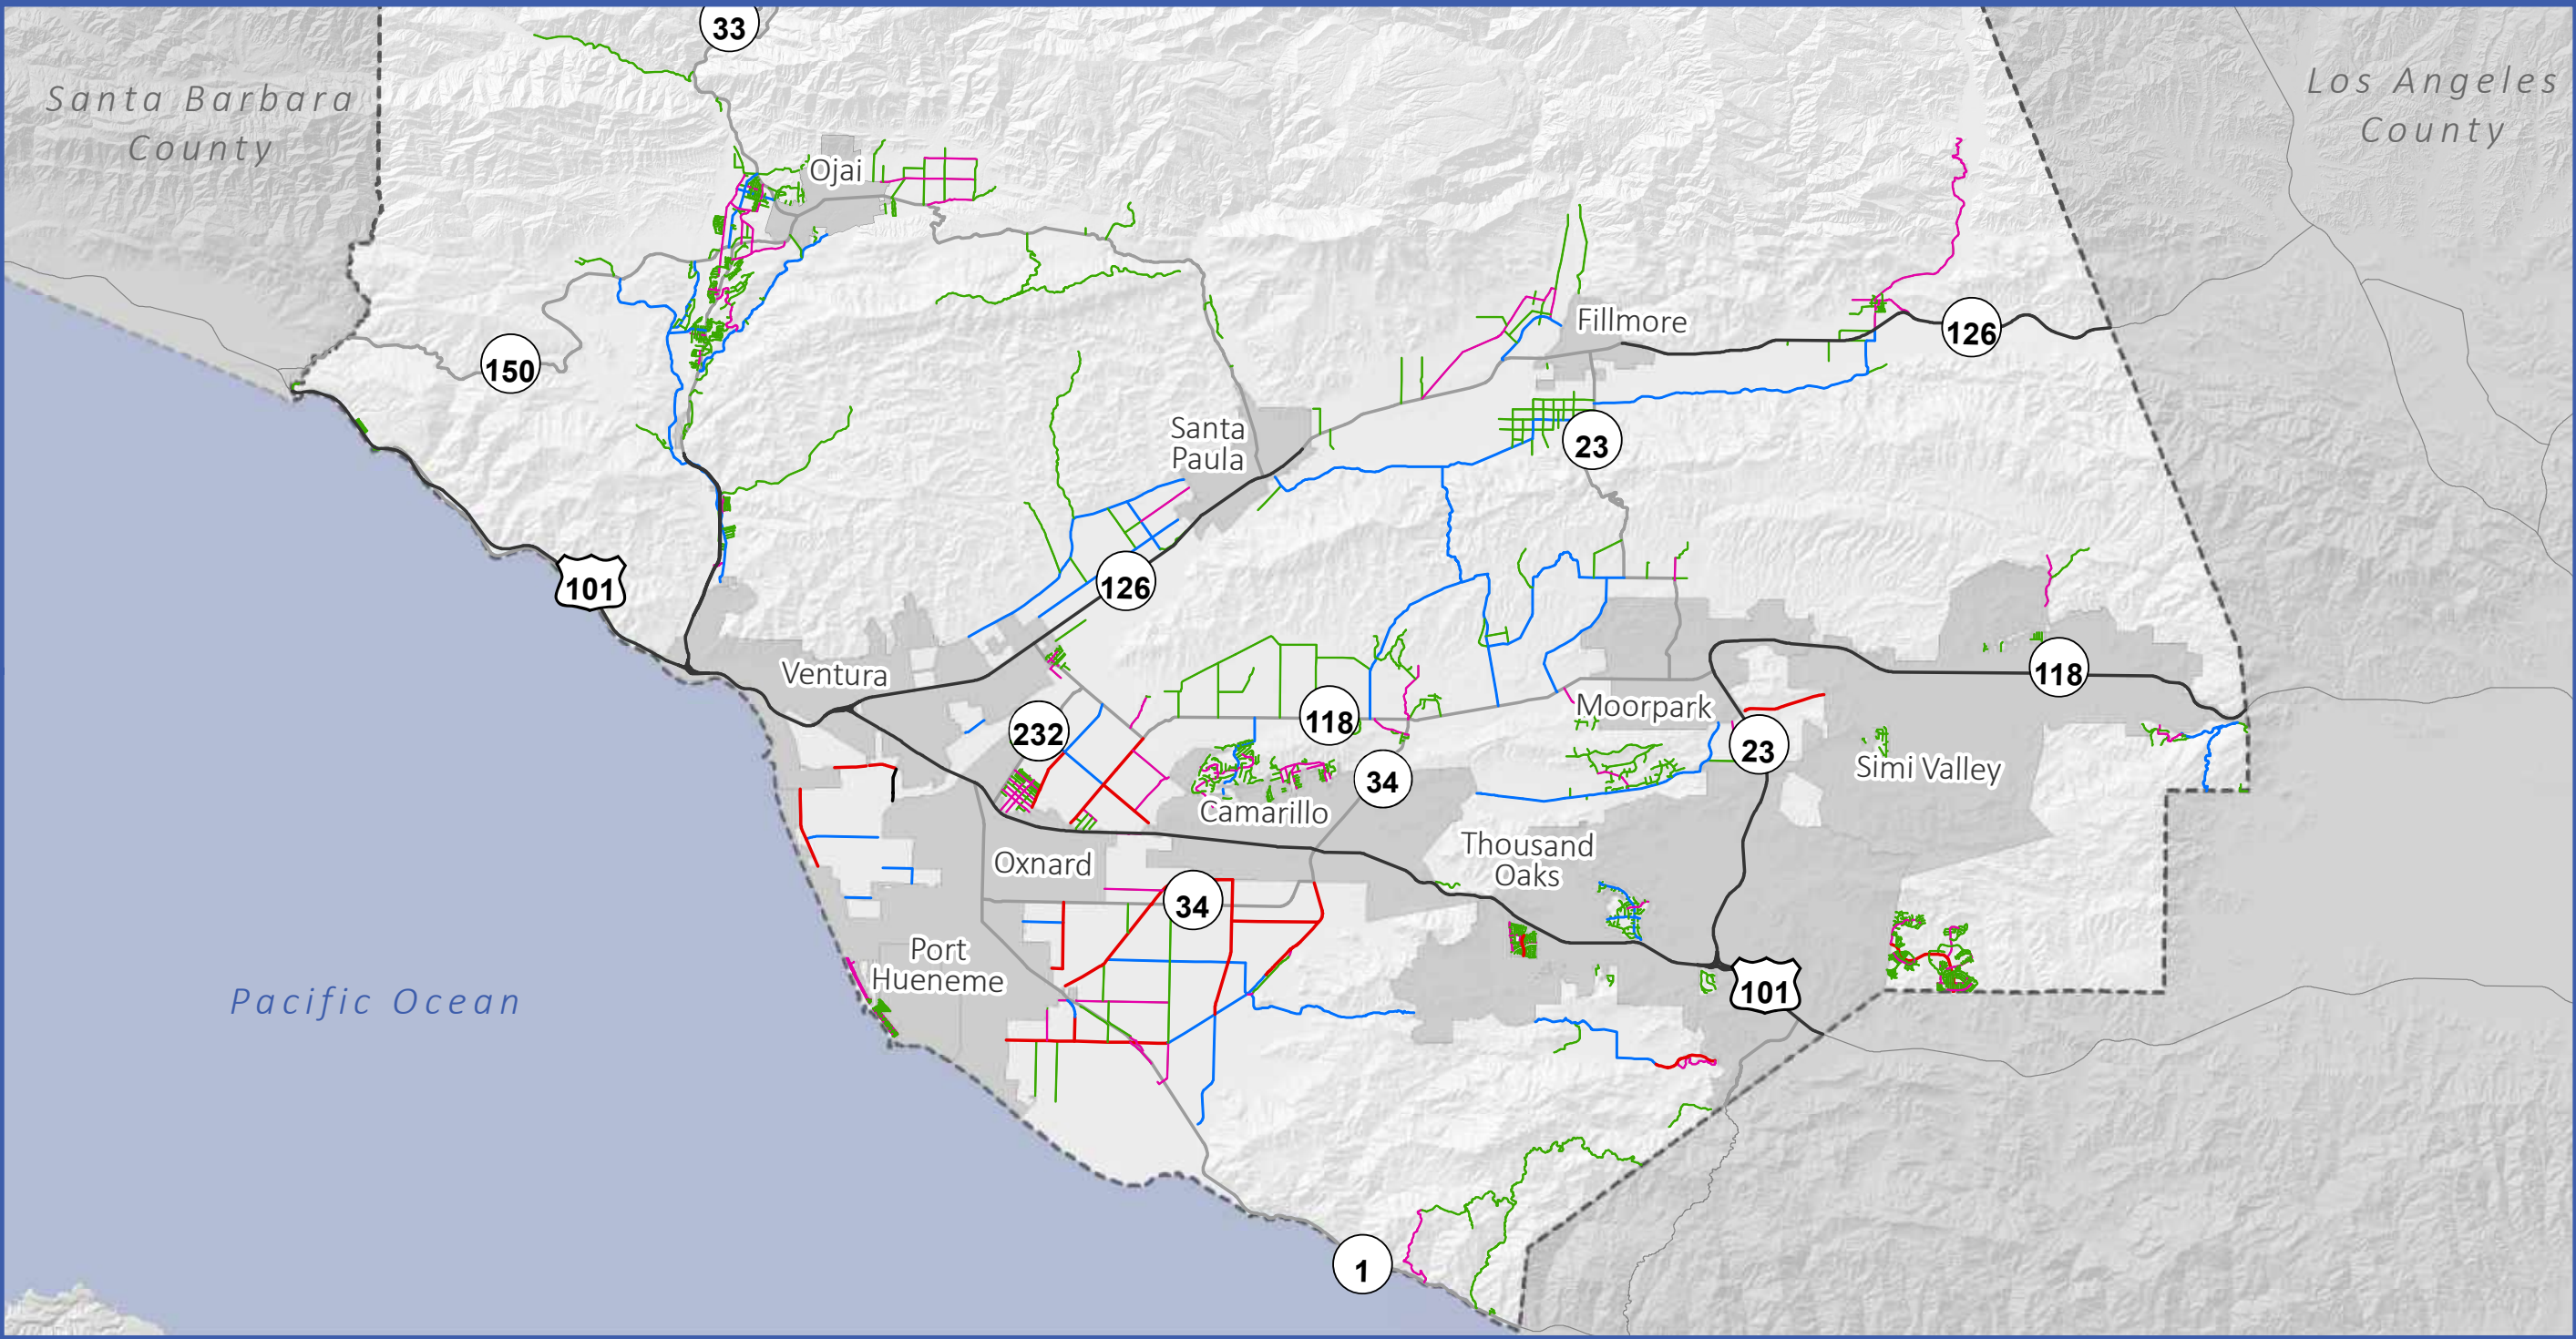 33
Santa Barbara
County
Los Angeles
County
Ojai
Fillmore
126
150
Santa
Paula
23
101
126
Ventura
118
232
118
Moorpark
23
34
Simi Valley
Camarillo
Oxnard
Thousand
Oaks
34
Port
Hueneme
101
Pacific Ocean
1